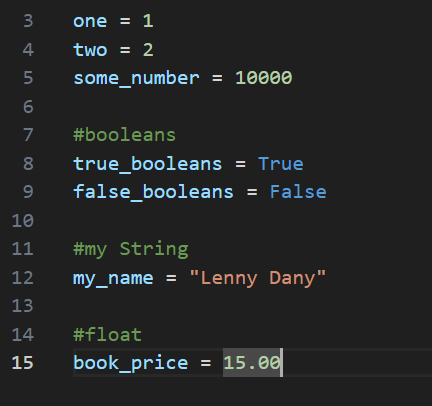 3 one = 1
4 two = 2
5 some_number = 10000
6
7 #booleans
8 true_booleans = True
9 false_booleans = False
10
11 #my String
12 my_name = "Lenny Dany"
13
14 #float
15 book_price = 15.00